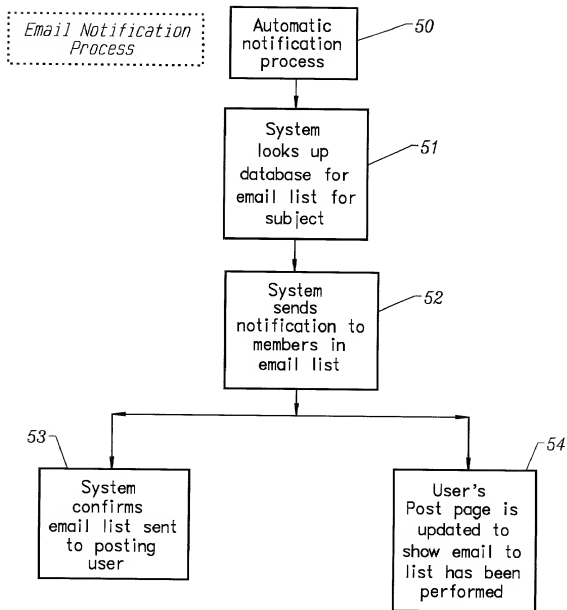 Email Notification
Process
Automatic
notification
process
50
System
looks up
database for
email list for
subject
51
System
sends
notification to
members in
email list
52
53
System
confirms
email list sent
to posting
user
54
User's
Post page is
updated to
show email to
list has been
performed